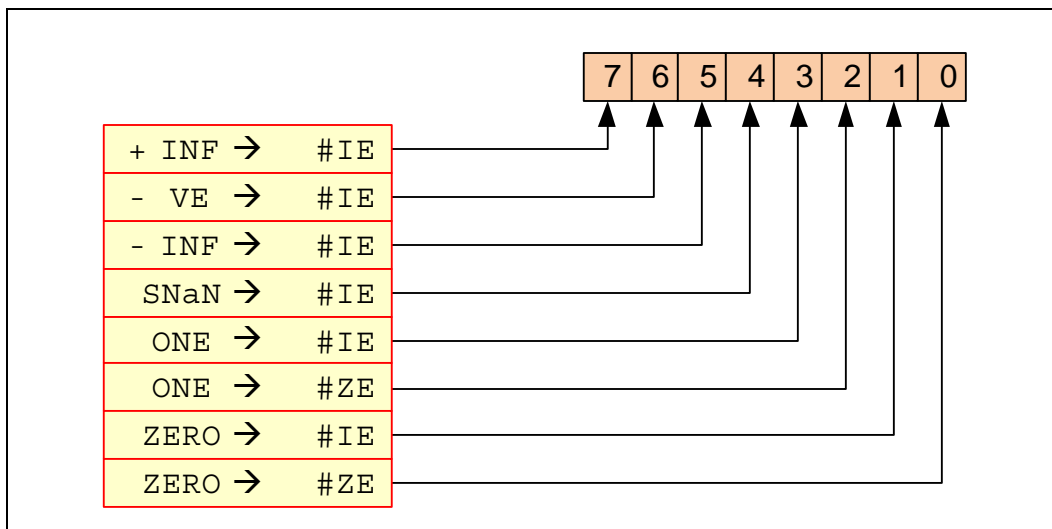 7 6 5 4 3 2 1 0
+ INF → #IE
- VE → #IE
- INF → #IE
SNaN → #IE
ONE → #IE
ONE → #ZE
ZERO → #IE
ZERO → #ZE